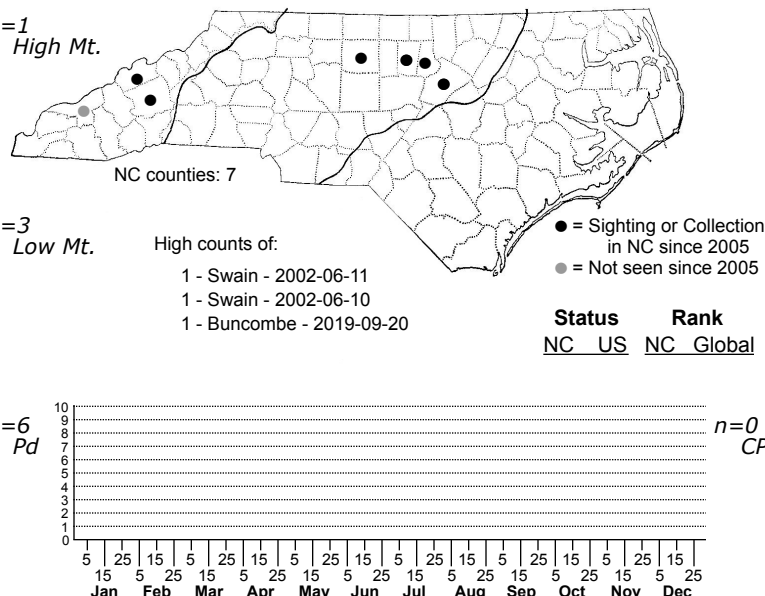 =1
High Mt.
NC counties: 7
=3
Low Mt.
High counts of:
1 - Swain - 2002-06-11
1 - Swain - 2002-06-10
1 - Buncombe - 2019-09-20
● = Sighting or Collection
in NC since 2005
● = Not seen since 2005
Status Rank
NC US NC Global
=6
Pd
n=0
CP
10
9
8
7
6
5
4
3
2
1
0
5 25 15 5 25 15 5 25 15 5 25 15 5 25 15 5 25 15
15 5 25 15 5 25 15 5 25 15 5 25 15 5 25 15 5 25
Jan Feb Mar Apr May Jun Jul Aug Sep Oct Nov Dec